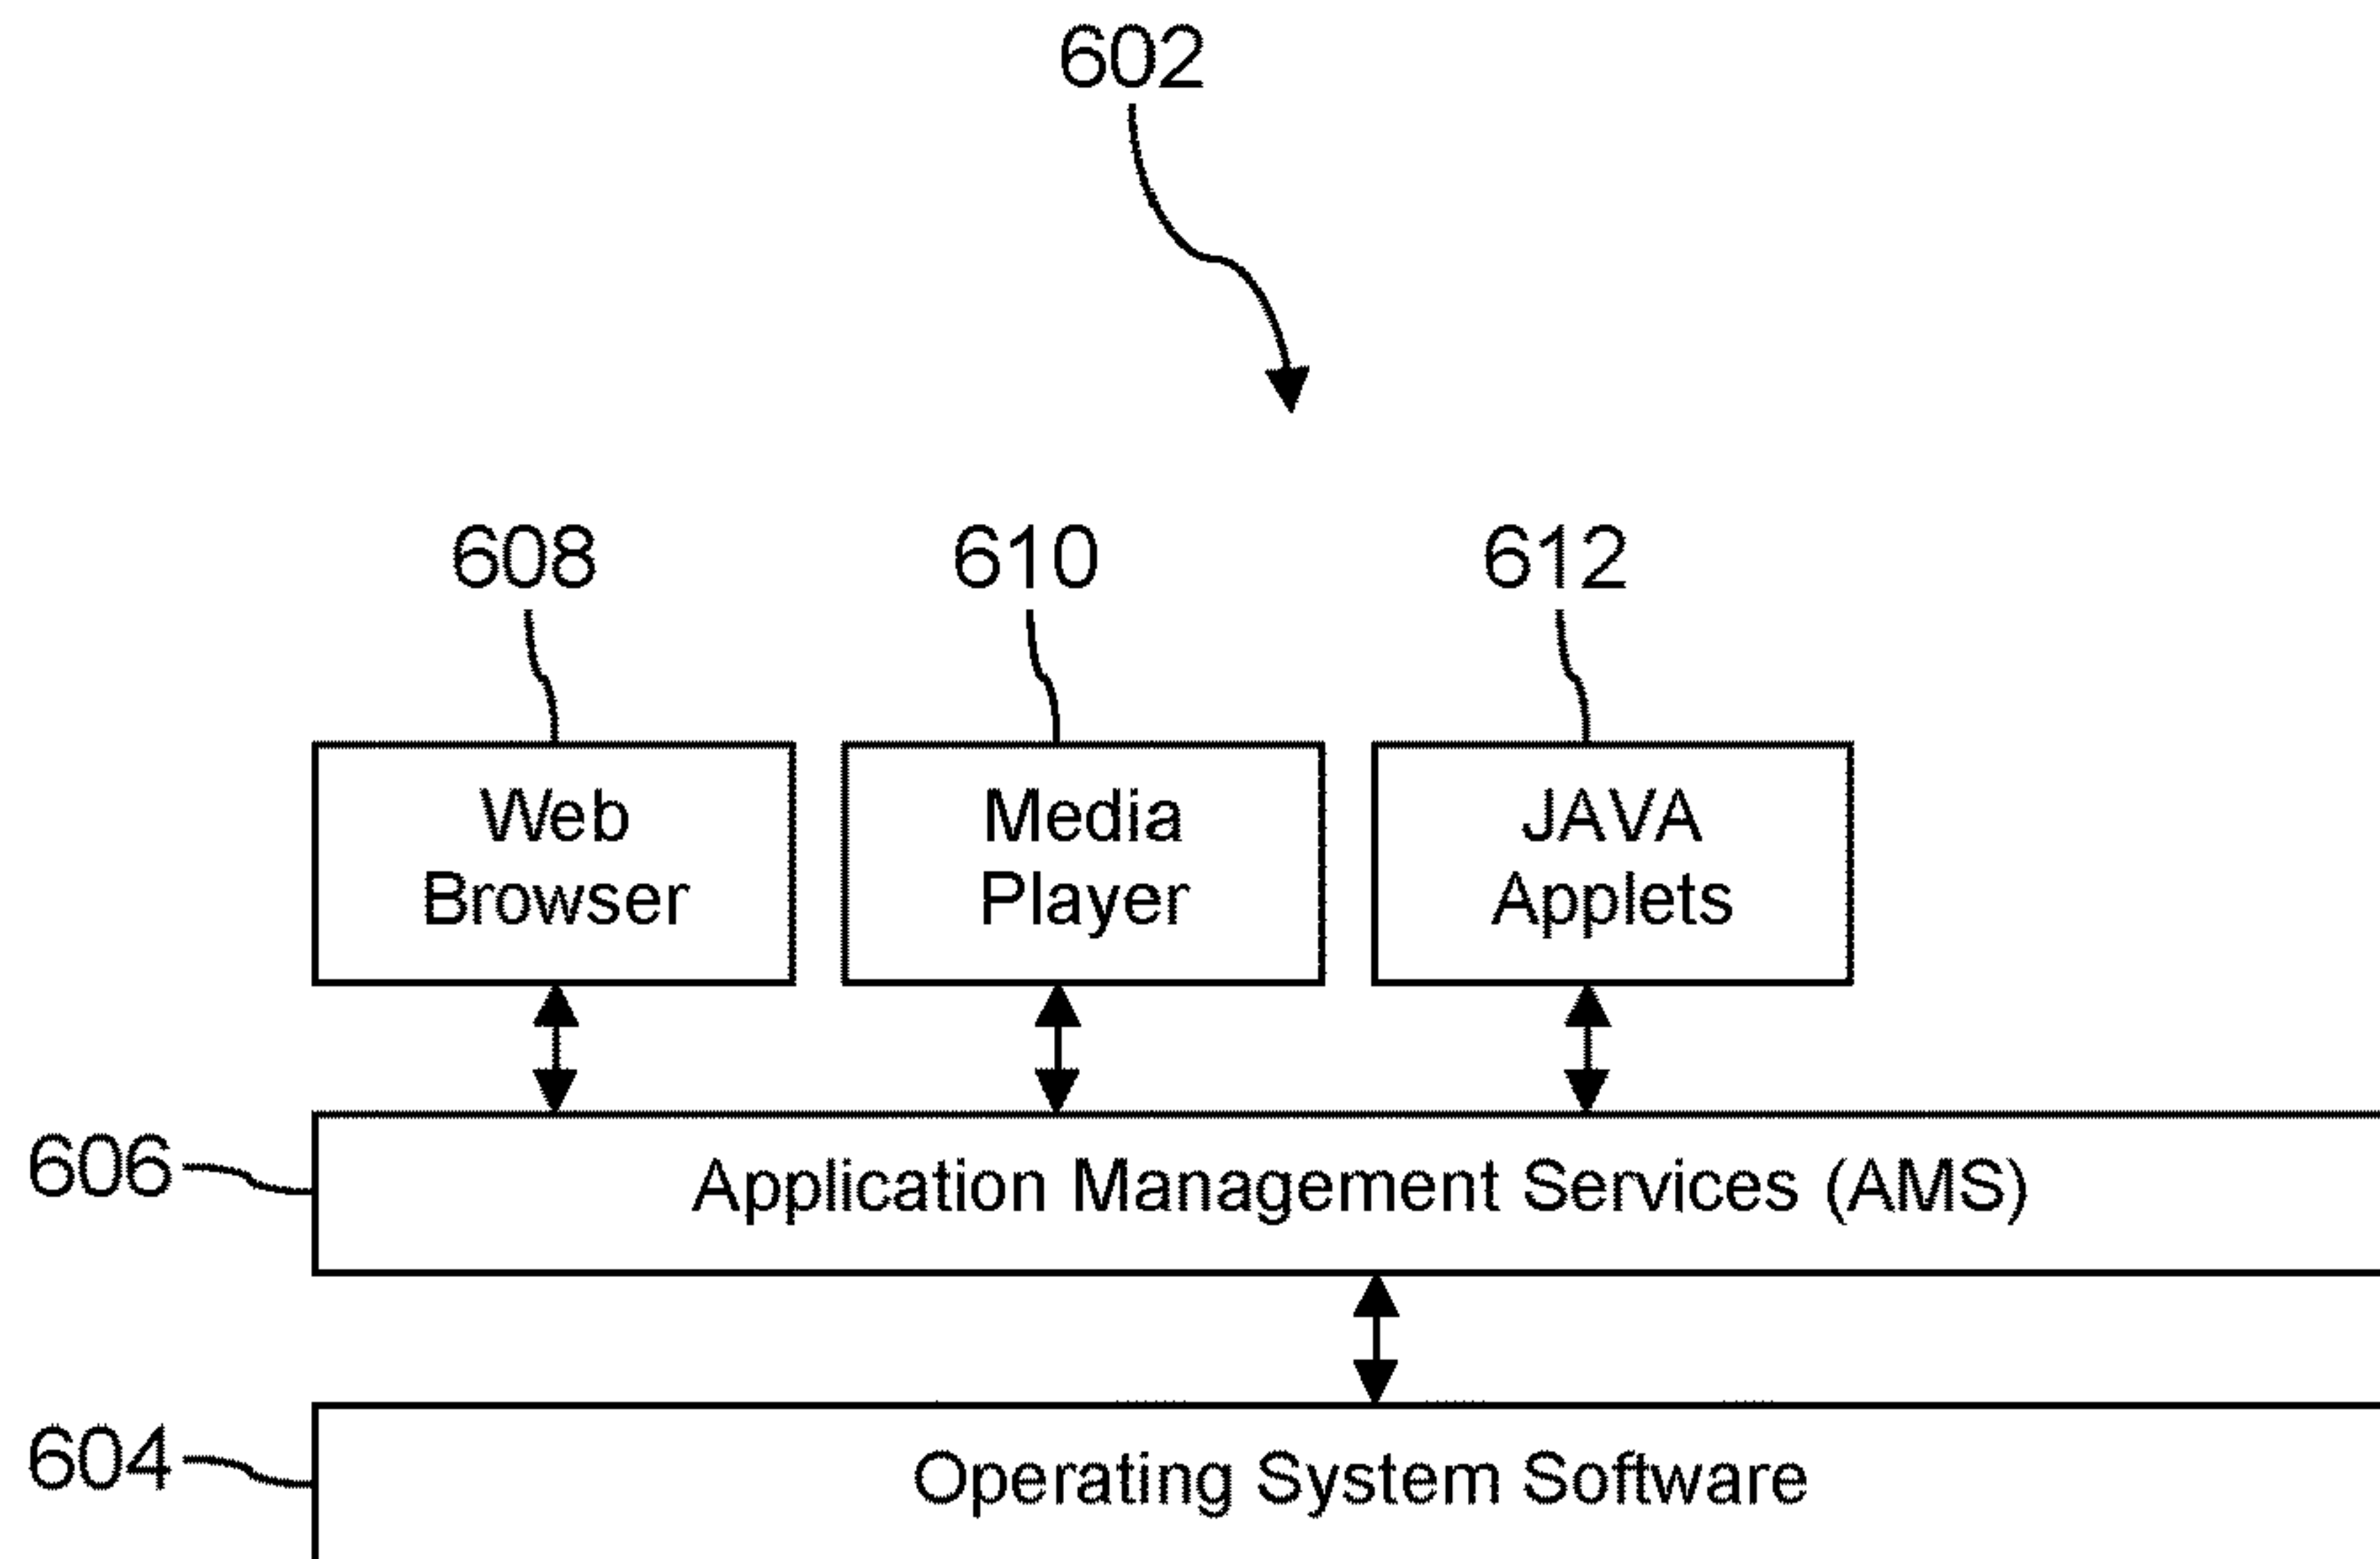 602
608 610 612
Web Browser
Media Player
JAVA Applets
606
Application Management Services (AMS)
604
Operating System Software